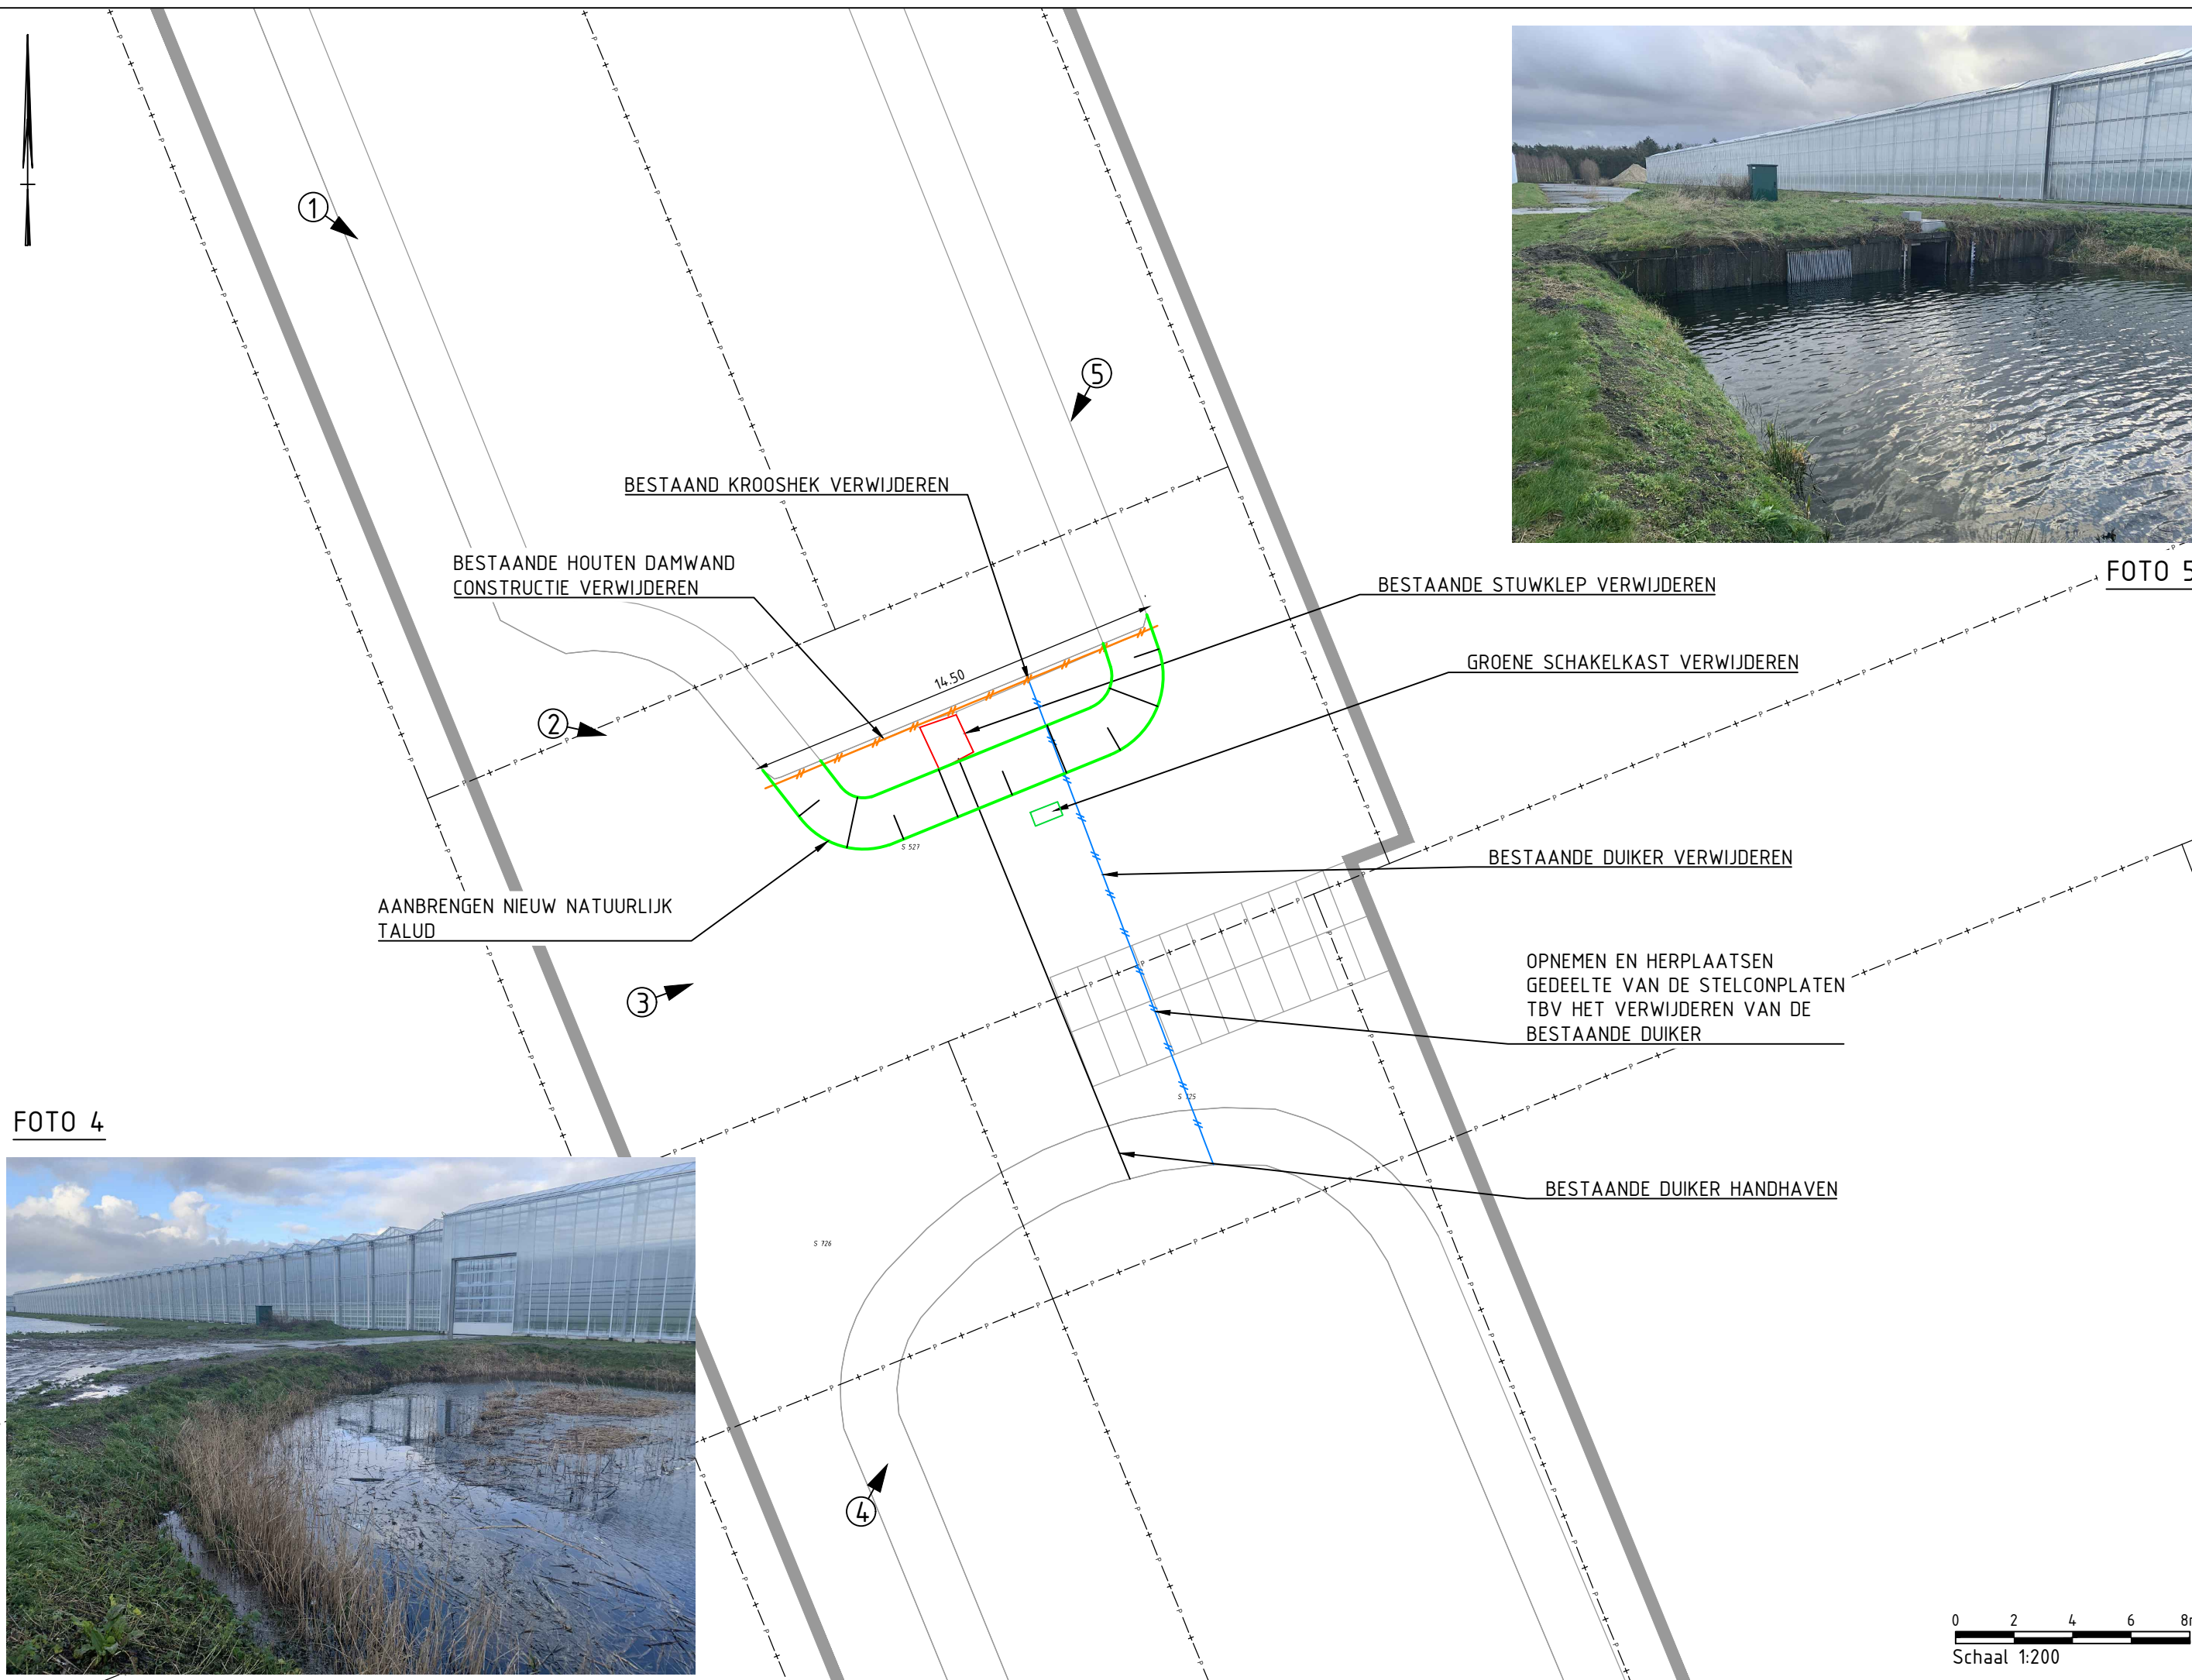 1
5
BESTAAND KROOSHEK VERWIJDEREN
BESTAANDE HOUTEN DAMWAND
CONSTRUCTIE VERWIJDEREN
FOTO 5
BESTAANDE STUWKLEP VERWIJDEREN
14.50
GROENE SCHAKELKAST VERWIJDEREN
2
S 527
BESTAANDE DUIKER VERWIJDEREN
AANBRENGEN NIEUW NATUURLIJK
TALUD
3
OPNEMEN EN HERPLAATSEN
GEDEELTE VAN DE STELCONPLATEN
TBV HET VERWIJDEREN VAN DE
BESTAANDE DUIKER
FOTO 4
BESTAANDE DUIKER HANDHAVEN
4
0 2 4 6 8m
Schaal 1:200